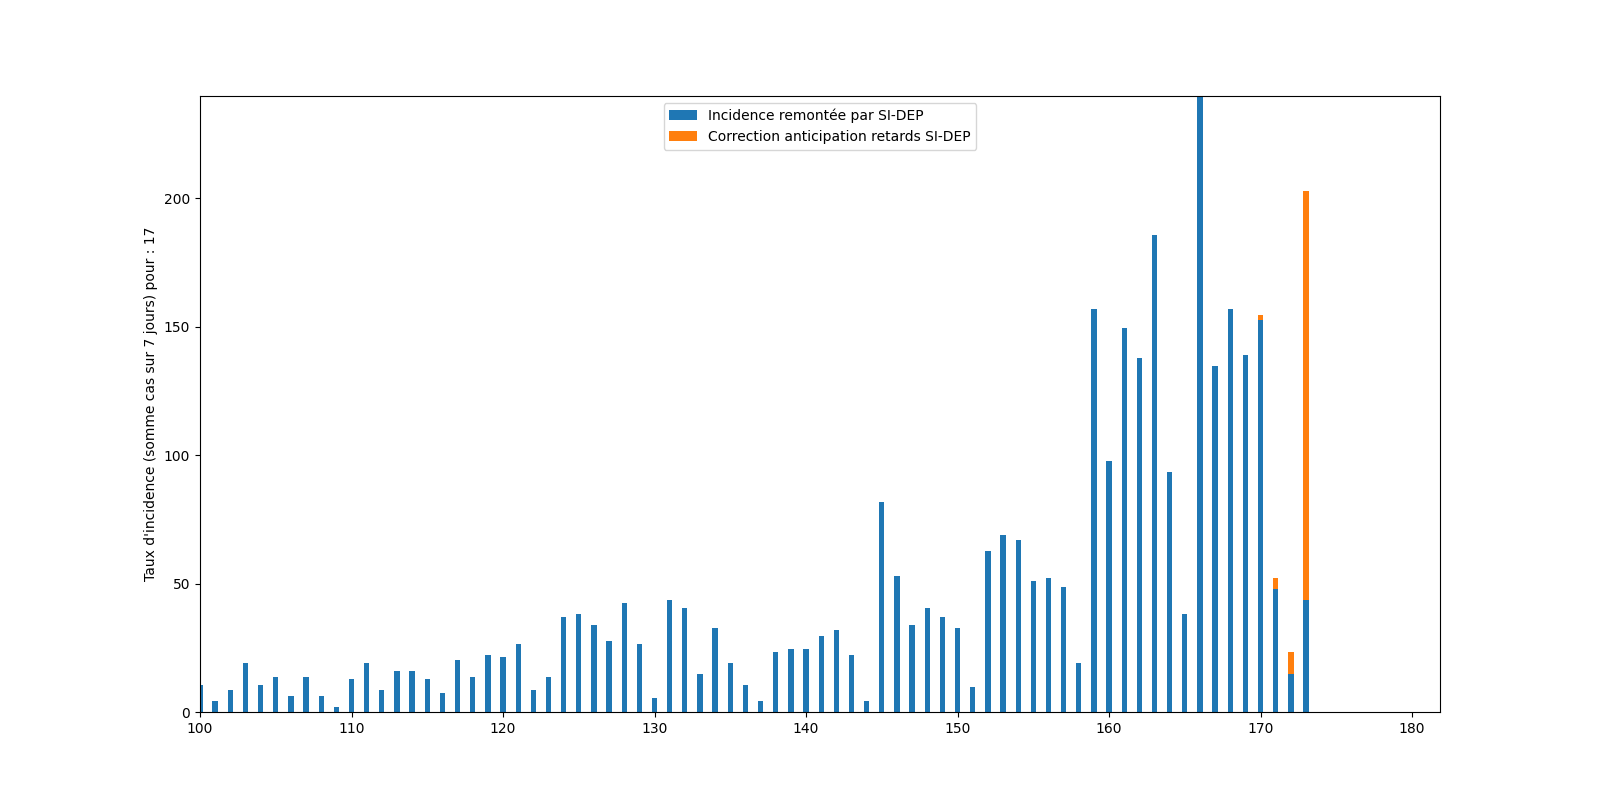 Incidence remontée par SI-DEP
Correction anticipation retards SI-DEP
Taux d'incidence (somme cas sur 7 jours) pour : 17
200
150
100
50
0
100 110 120 130 140 150 160 170 180